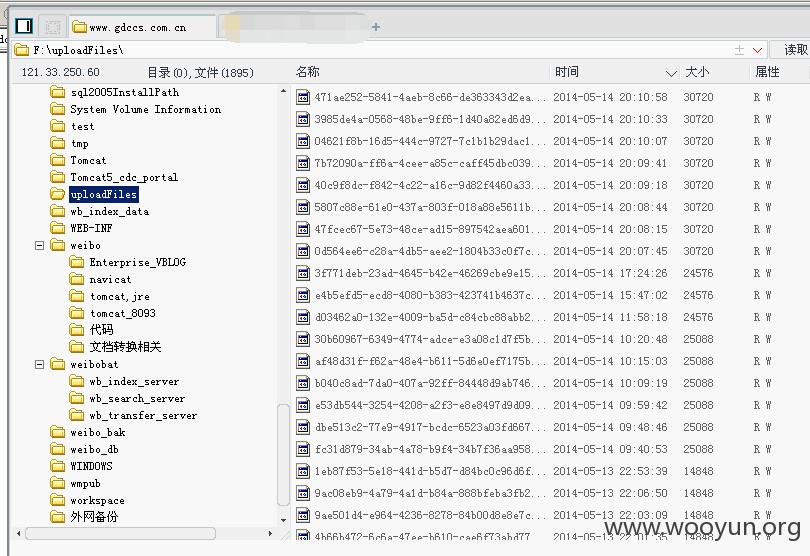 www.gdccs.com.cn
F:\uploadFiles\
读取
121.33.250.60 目录(0),文件(1895) 名称 时间 大小 属性
sql2005InstallPath
System Volume Information
test
tmp
Tomcat
Tomcat5_cdc_portal
uploadFiles
wb_index_data
WEB-INF
weibo
Enterprise_VBLOG
navicat
tomcat,jre
tomcat_8093
代码
文档转换相关
weibobat
wb_index_server
wb_search_server
wb_transfer_server
weibo_bak
weibo_db
WINDOWS
wmpub
workspace
外网备份
471ae252-5841-4aeb-8c66-de363343d2ea... 2014-05-14 20:10:58 30720 R W
3985de4a-0568-48be-9ff6-1d40a82ed6d9... 2014-05-14 20:10:33 30720 R W
04621f8b-16d5-444c-9727-7c1b1b29dac1... 2014-05-14 20:10:07 30720 R W
7b72090a-ff6a-4cee-a85c-caff45dbc039... 2014-05-14 20:09:41 30720 R W
40c9f8dc-f842-4c22-a16c-9d82f4460a33... 2014-05-14 20:09:18 30720 R W
5807c88e-61e0-437a-803f-018a88e5611b... 2014-05-14 20:08:44 30720 R W
47fcec67-5e73-48ce-ad15-897542aea601... 2014-05-14 20:08:15 30720 R W
0d564ee6-c28a-4db5-aee2-1804b33c0f7c... 2014-05-14 20:07:45 30720 R W
3f771deb-23ad-4645-b42e-46269cbe9e15... 2014-05-14 17:24:26 24576 R W
e4b5efd5-ecd8-4080-b383-423741b4637c... 2014-05-14 15:47:02 24576 R W
d03462a0-132e-4009-ba5d-c84cbc88abb2... 2014-05-14 11:58:18 24576 R W
30b60967-6349-4774-adce-e3a08c1d7f5b... 2014-05-14 10:20:48 25088 R W
af48d31f-f62a-48e4-b611-5d6e0ef7175b... 2014-05-14 10:15:03 25088 R W
b040c8ad-7da0-407a-92ff-84448d9ab746... 2014-05-14 10:09:19 25088 R W
e53db544-3254-4208-a2f3-e8e8497d9d09... 2014-05-14 09:59:42 25088 R W
dbe513c2-77e9-4917-bcdc-6523a03fd667... 2014-05-14 09:48:46 25088 R W
fc31d879-34ab-4a78-b9f4-34b7f36aa958... 2014-05-14 09:40:53 25088 R W
1eb87f53-5e18-441d-b5d7-d84bc0c96d6f... 2014-05-13 22:53:39 14848 R W
9ac08eb9-4a79-4a1d-b84a-888bfeba3fb2... 2014-05-13 22:06:50 14848 R W
9ae501d4-e964-4236-8278-84b00d8e8e7c... 2014-05-13 22:03:09 14848 R W
4b66b472-6c6a-47ee-b610-cae6f73abd77... 2014-05-13 22:01:35 14848 R W
www.wooyun.org